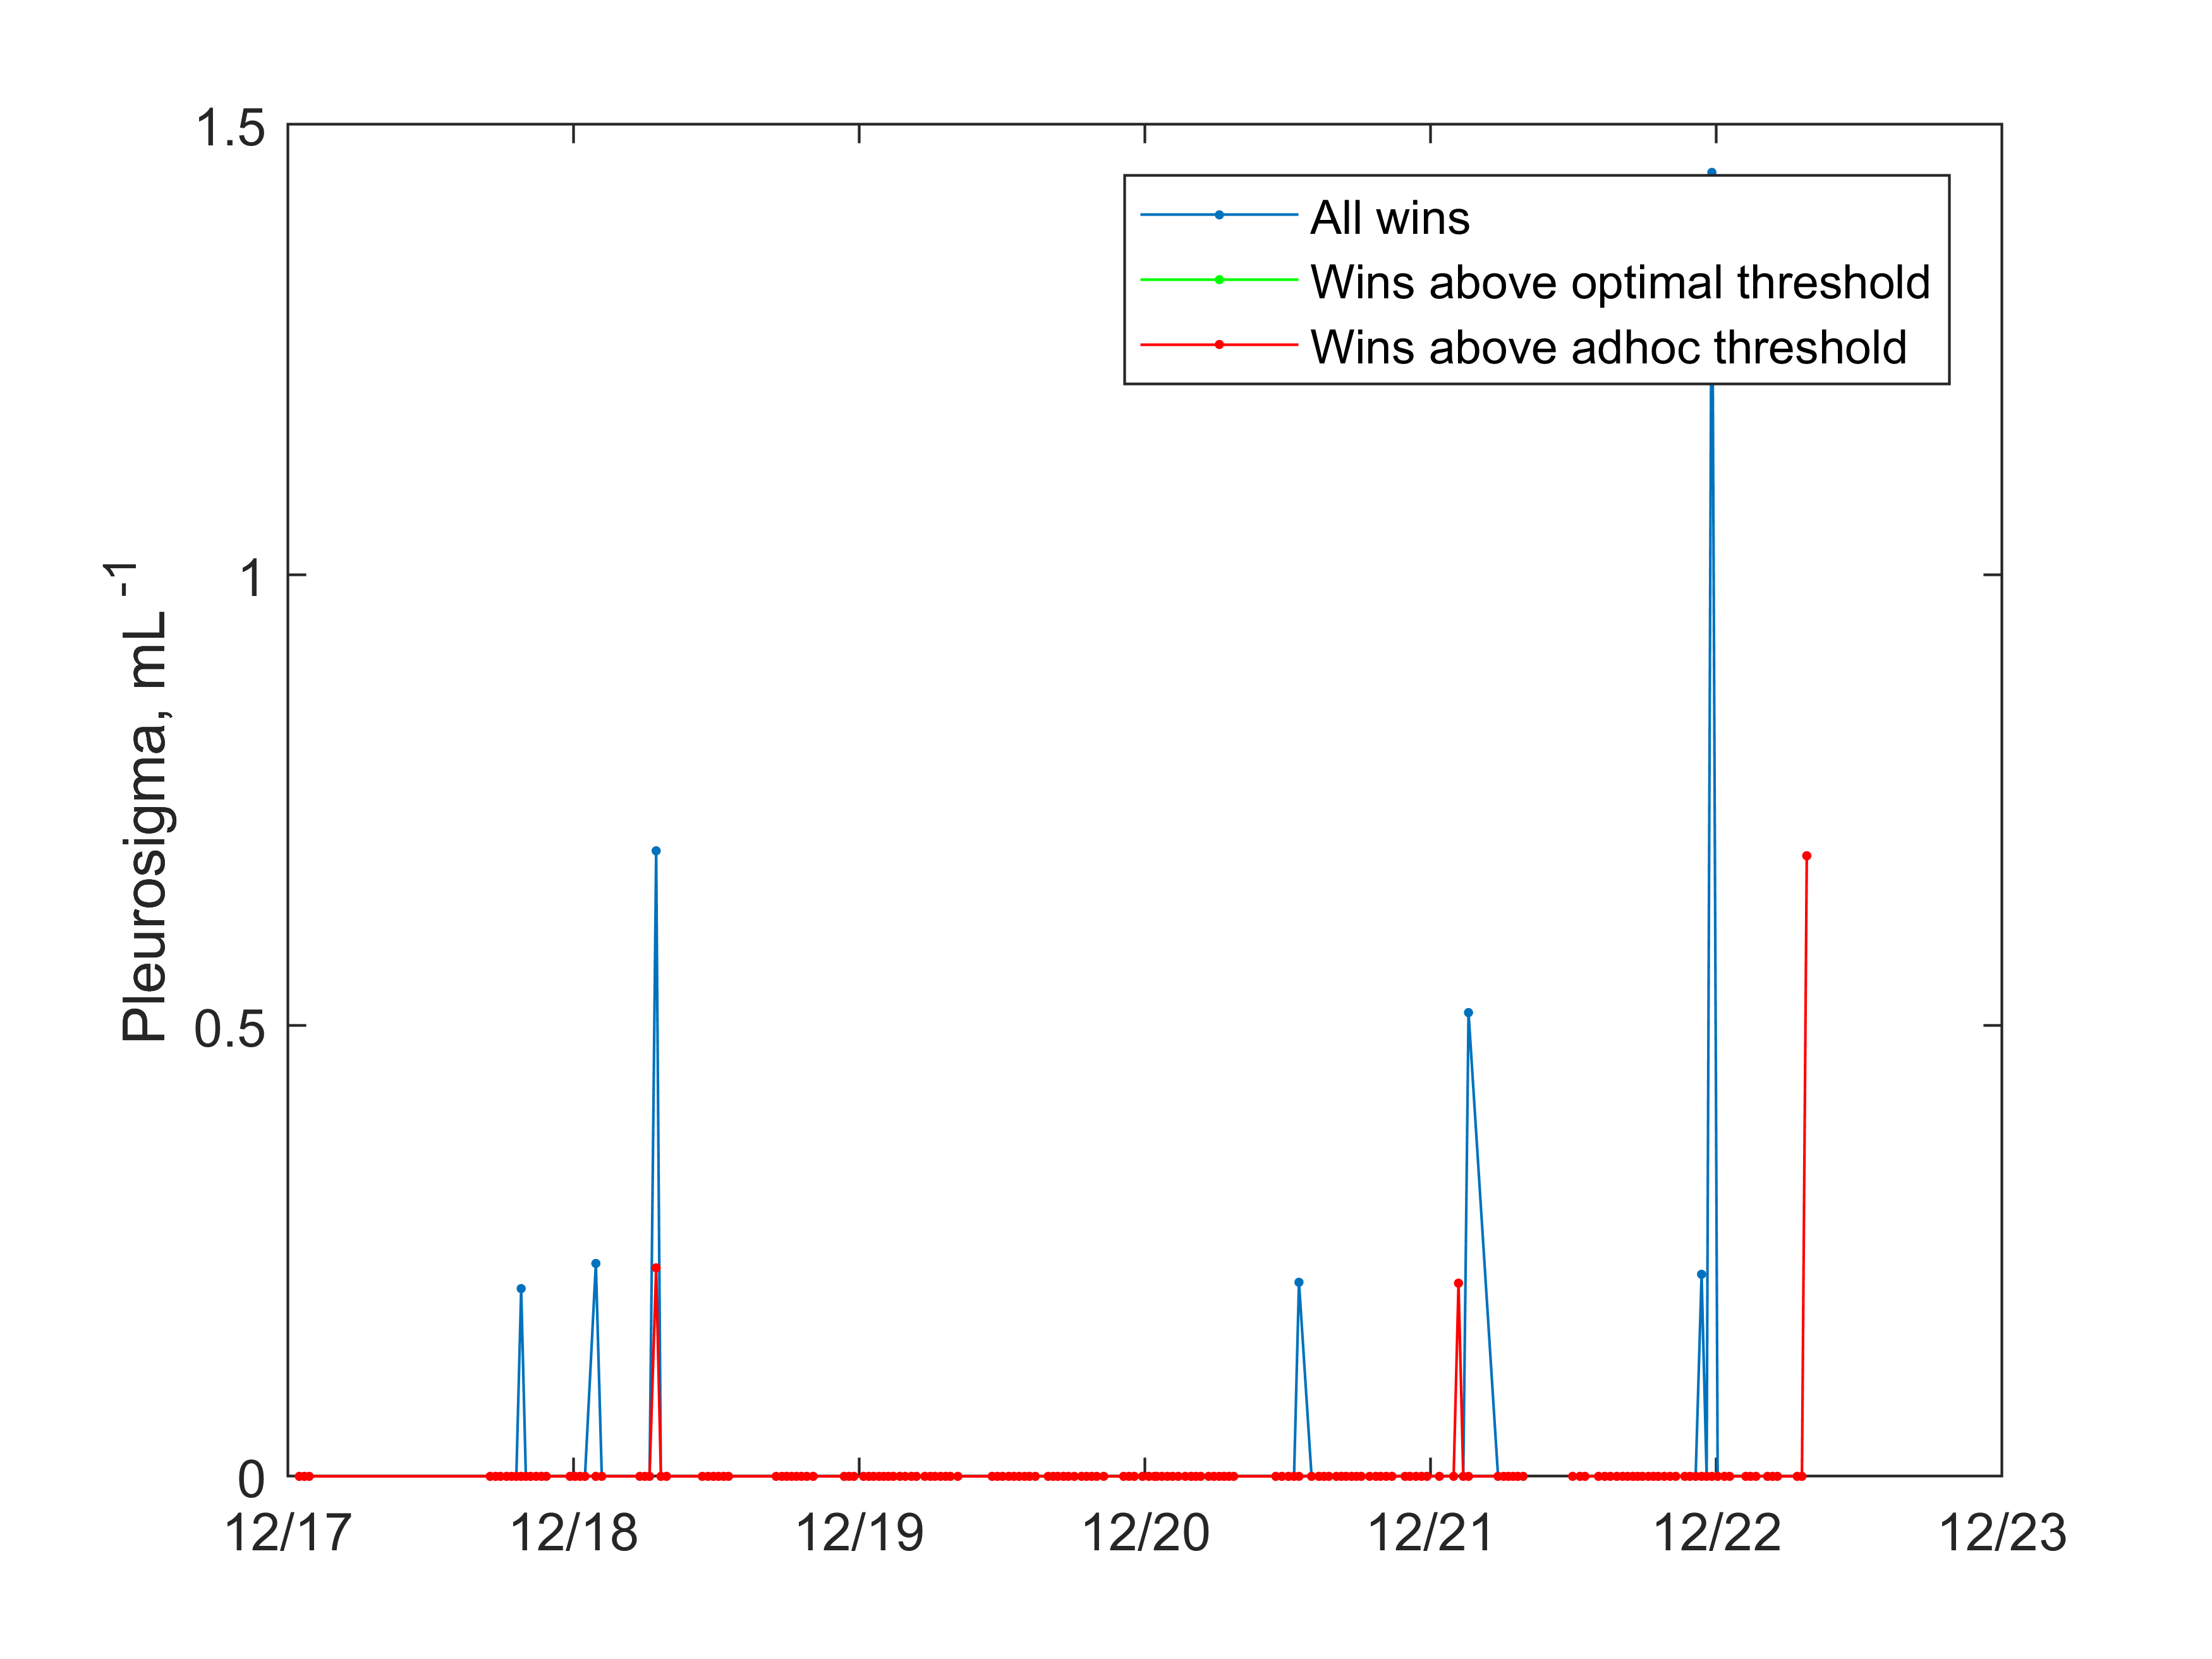 1.5
1
0.5
0
Pleurosigma, mL-1
All wins
Wins above optimal threshold
Wins above adhoc threshold
12/17 12/18 12/19 12/20 12/21 12/22 12/23